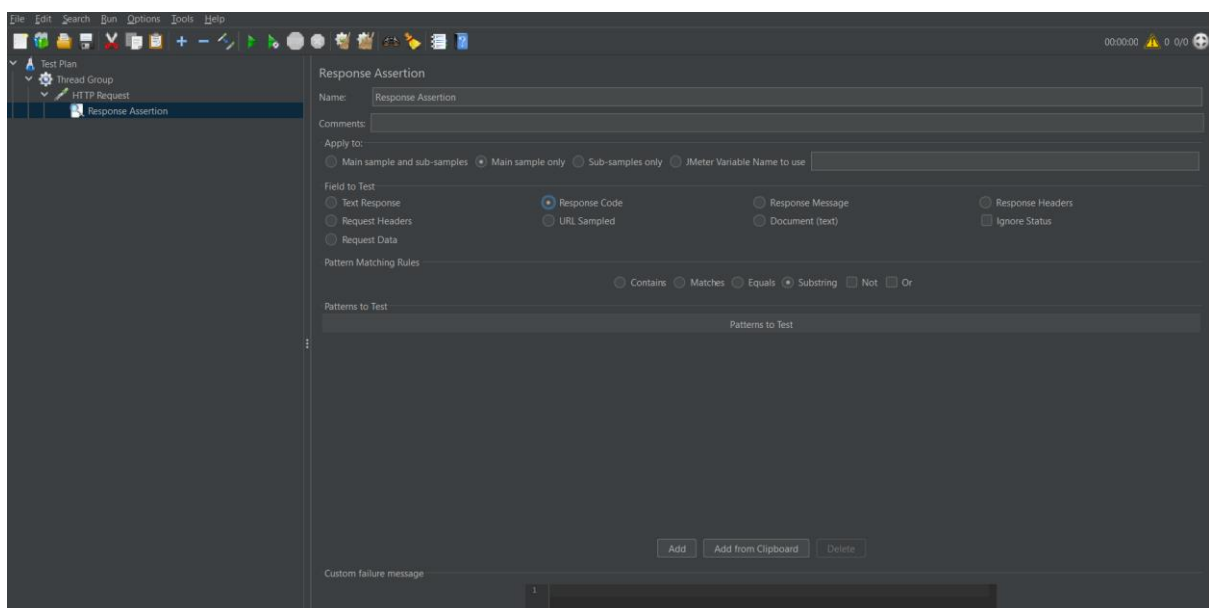 File Edit Search Run Options Tools Help
00:00:00 0 0/0
Test Plan
Thread Group
HTTP Request
Response Assertion
Response Assertion
Name: Response Assertion
Comments:
Apply to:
Main sample and sub-samples Main sample only Sub-samples only JMeter Variable Name to use
Field to Test
Text Response Response Code Response Message Response Headers
Request Headers URL Sampled Document (text) Ignore Status
Request Data
Pattern Matching Rules
Contains Matches Equals Substring Not Or
Patterns to Test
Patterns to Test
Add Add from Clipboard Delete
Custom failure message
1